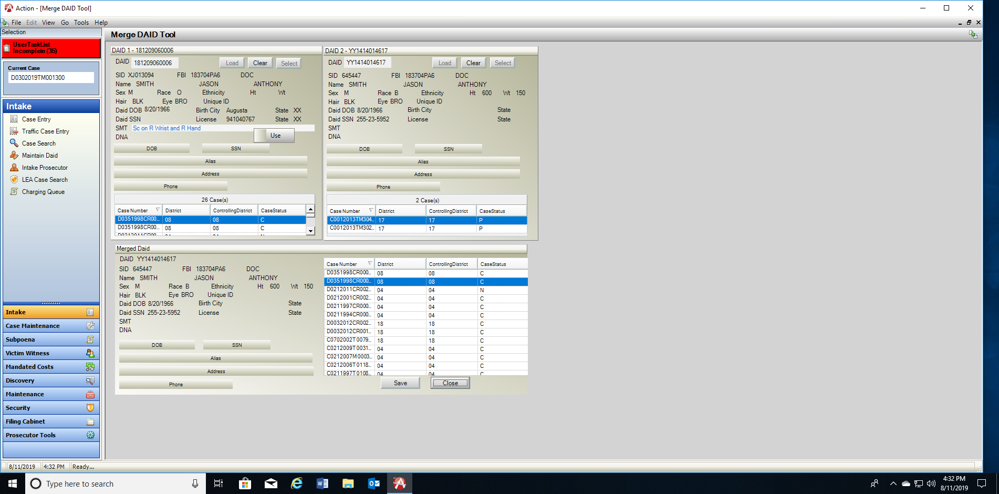 Action - [Merge DAID Tool]
File Edit View Go Tools Help
Selection
UserTaskList
Incomplete (35)
Current Case
D0302019TM001300
Intake
Case Entry
Traffic Case Entry
Case Search
Maintain Daid
Intake Prosecutor
LEA Case Search
Charging Queue
Intake
Case Maintenance
Subpoena
Victim Witness
Mandated Costs
Discovery
Maintenance
Security
Filing Cabinet
Prosecutor Tools
Merge DAID Tool
DAID 1 - 181209060006
DAID 181209060006 Load Clear Select
SID XJ013094 FBI 183704PA6 DOC
Name SMITH JASON ANTHONY
Sex M Race O Ethnicity Ht Wt
Hair BLK Eye BRO Unique ID
Daid DOB 8/20/1966 Birth City Augusta State XX
Daid SSN License 941040767 State XX
SMT Sc on R Wrist and R Hand
DNA Use
DOB SSN
Alias
Address
Phone
26 Case(s)
Case Number District ControllingDistrict CaseStatus
D0351998CR00... 08 08 C
D0351998CR00... 08 08 C
DAID 2 - YY1414014617
DAID YY1414014617 Load Clear Select
SID 645447 FBI 183704PA6 DOC
Name SMITH JASON ANTHONY
Sex M Race B Ethnicity Ht 600 Wt 150
Hair BLK Eye BRO Unique ID
Daid DOB 8/20/1966 Birth City State
Daid SSN 255-23-5952 License State
SMT
DNA
DOB SSN
Alias
Address
Phone
2 Case(s)
Case Number District ControllingDistrict CaseStatus
C0012013TM304... 17 17 P
C0012013TM302... 17 17 P
Merged Daid
DAID YY1414014617
SID 645447 FBI 183704PA6 DOC
Name SMITH JASON ANTHONY
Sex M Race B Ethnicity Ht 600 Wt 150
Hair BLK Eye BRO Unique ID
Daid DOB 8/20/1966 Birth City State
Daid SSN 255-23-5952 License State
SMT
DNA
DOB SSN
Alias
Address
Phone
Case Number District ControllingDistrict CaseStatus
D0351998CR000... 08 08 C
D0351998CR000... 08 08 C
D0212011CR002... 04 04 N
D0212001CR002... 04 04 C
D0211997CR000... 04 04 C
D0211994CR000... 04 04 C
D0032012CR002... 18 18 C
D0032012CR001... 18 18 C
C0702002T0079... 18 18 C
C0212009T0031... 04 04 C
C0212007M0003... 04 04 C
C0212006T0118... 04 04 C
C0211997T0108... 04 04 C
Save Close
8/11/2019 4:32 PM Ready...
Type here to search
4:32 PM
8/11/2019